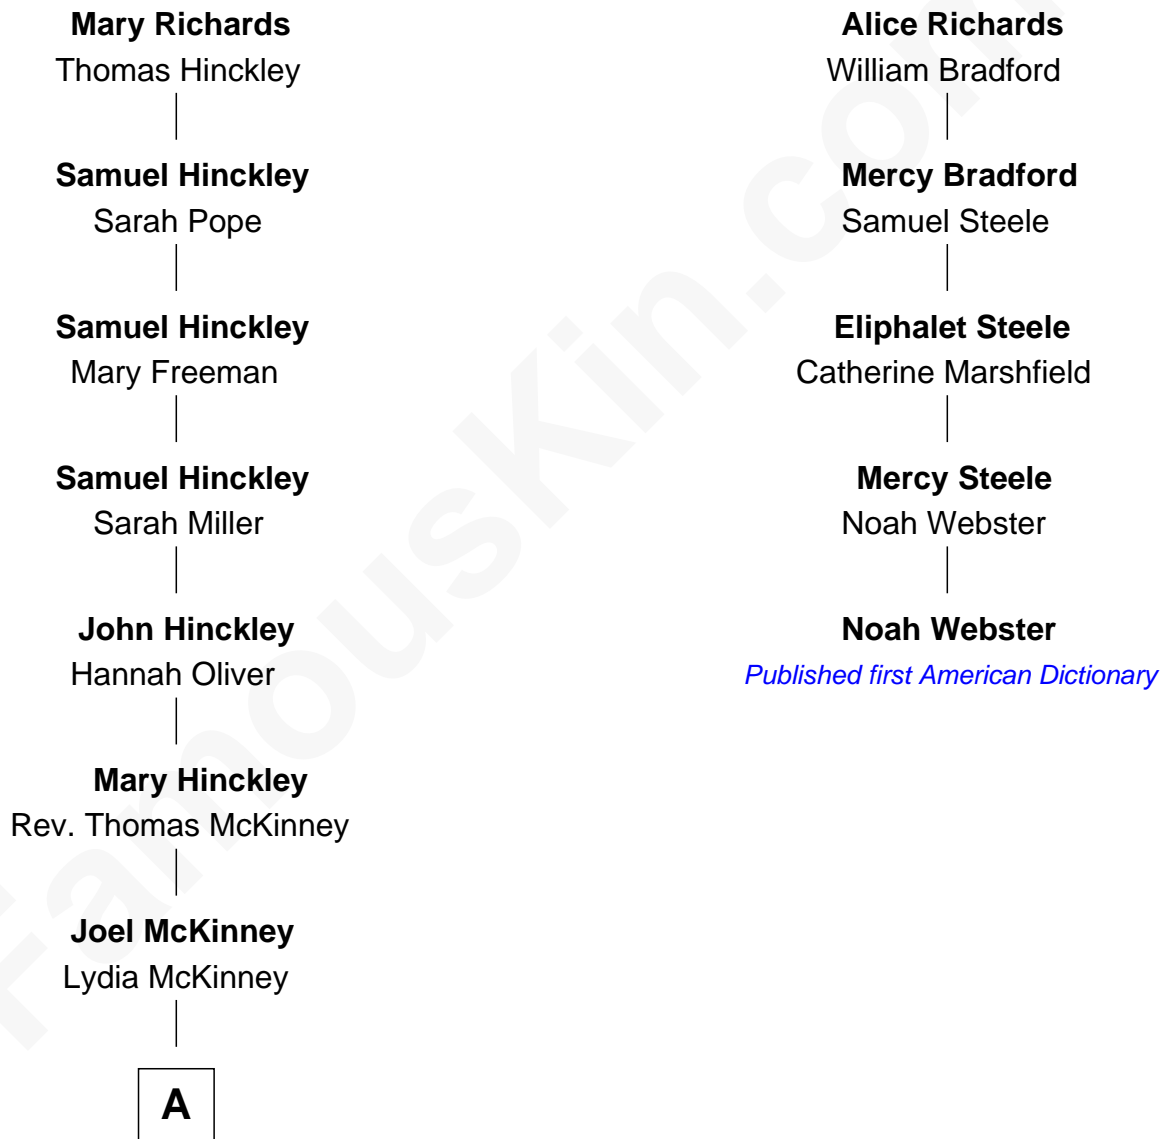 Mary Richards
Thomas Hinckley
Samuel Hinckley
Sarah Pope
Samuel Hinckley
Mary Freeman
Samuel Hinckley
Sarah Miller
John Hinckley
Hannah Oliver
Mary Hinckley
Rev. Thomas McKinney
Joel McKinney
Lydia McKinney
A
Alice Richards
William Bradford
Mercy Bradford
Samuel Steele
Eliphalet Steele
Catherine Marshfield
Mercy Steele
Noah Webster
Noah Webster
Published first American Dictionary
FamousKin.com